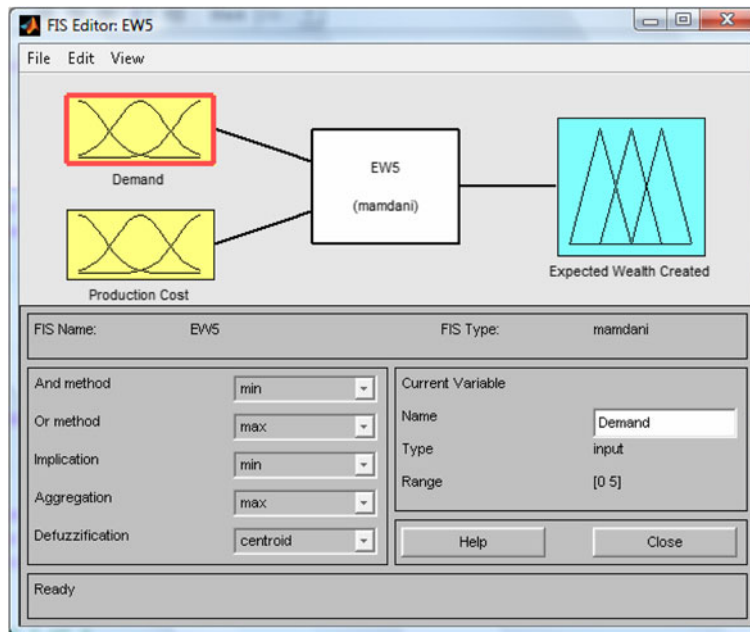 FIS Editor: EW5
File Edit View
Demand
Production Cost
EW5
(mamdani)
Expected Wealth Created
FIS Name: EW5 FIS Type: mamdani
And method min
Or method max
Implication min
Aggregation max
Defuzzification centroid
Current Variable
Name Demand
Type input
Range [0 5]
Help Close
Ready